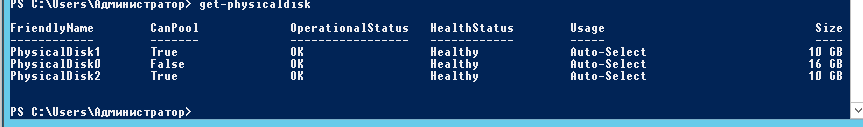 PS C:\Users\Администратор> get-physicaldisk
FriendlyName CanPool OperationalStatus HealthStatus Usage Size
------------ ------- ----------------- ------------ ----- ----
PhysicalDisk1 True OK Healthy Auto-Select 10 GB
PhysicalDisk0 False OK Healthy Auto-Select 16 GB
PhysicalDisk2 True OK Healthy Auto-Select 10 GB
PS C:\Users\Администратор>